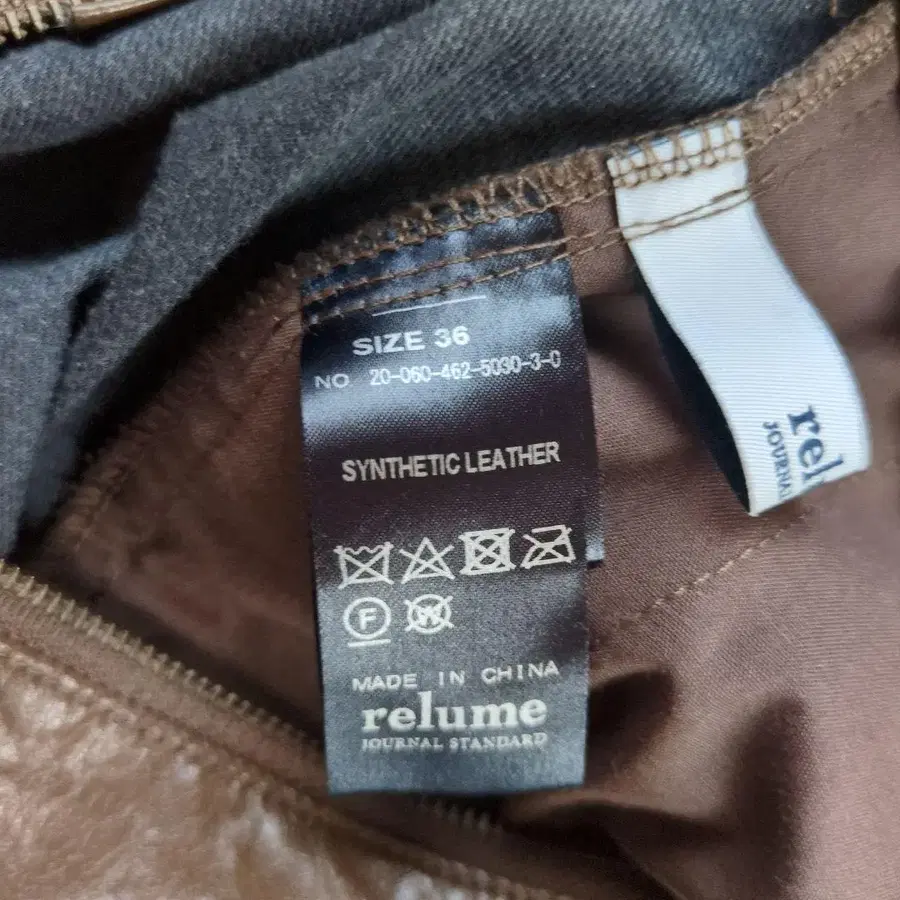 SIZE 36
NO 20-060-462-5030-3-0
SYNTHETIC LEATHER
F
W
MADE IN CHINA
relume
JOURNAL STANDARD
rel
JOURNA